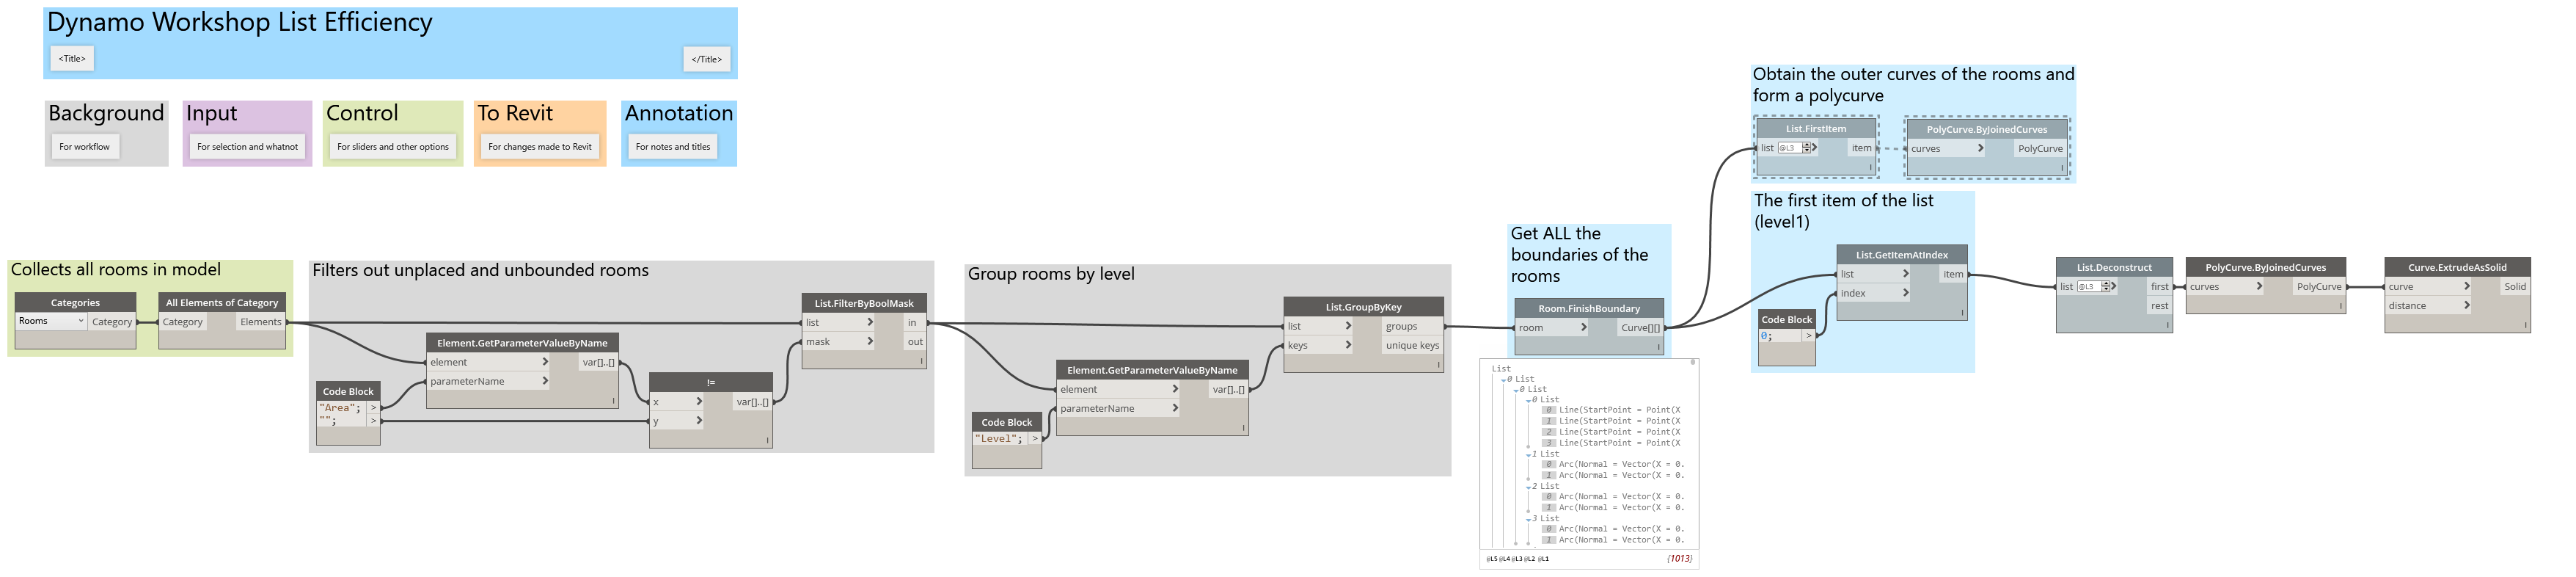 Dynamo Workshop List Efficiency
<Title>
</Title>
Background
For workflow
Input
For selection and whatnot
Control
For sliders and other options
To Revit
For changes made to Revit
Annotation
For notes and titles
Collects all rooms in model
Categories
Rooms
Category
All Elements of Category
Category
Elements
Filters out unplaced and unbounded rooms
Code Block
"Area"; >
""; >
Element.GetParameterValueByName
element > var[]..[]
parameterName >
!=
x > var[]..[]
y >
List.FilterByBoolMask
list > in
mask > out
Group rooms by level
Code Block
"Level"; >
Element.GetParameterValueByName
element > var[]..[]
parameterName >
List.GroupByKey
list > groups
keys > unique keys
Get ALL the
boundaries of the
rooms
Room.FinishBoundary
room > Curve[][]
List
0 List
0 List
0 List
0 Line(StartPoint = Point(X
1 Line(StartPoint = Point(X
2 Line(StartPoint = Point(X
3 Line(StartPoint = Point(X
1 List
0 Arc(Normal = Vector(X = 0.
1 Arc(Normal = Vector(X = 0.
2 List
0 Arc(Normal = Vector(X = 0.
1 Arc(Normal = Vector(X = 0.
3 List
0 Arc(Normal = Vector(X = 0.
1 Arc(Normal = Vector(X = 0.
@L5 @L4 @L3 @L2 @L1 {1013}
Obtain the outer curves of the rooms and
form a polycurve
List.FirstItem
list @L3 > item
PolyCurve.ByJoinedCurves
curves > PolyCurve
The first item of the list
(level1)
Code Block
0; >
List.GetItemAtIndex
list > item
index >
List.Deconstruct
list @L3 > first
rest
PolyCurve.ByJoinedCurves
curves > PolyCurve
Curve.ExtrudeAsSolid
curve > Solid
distance >